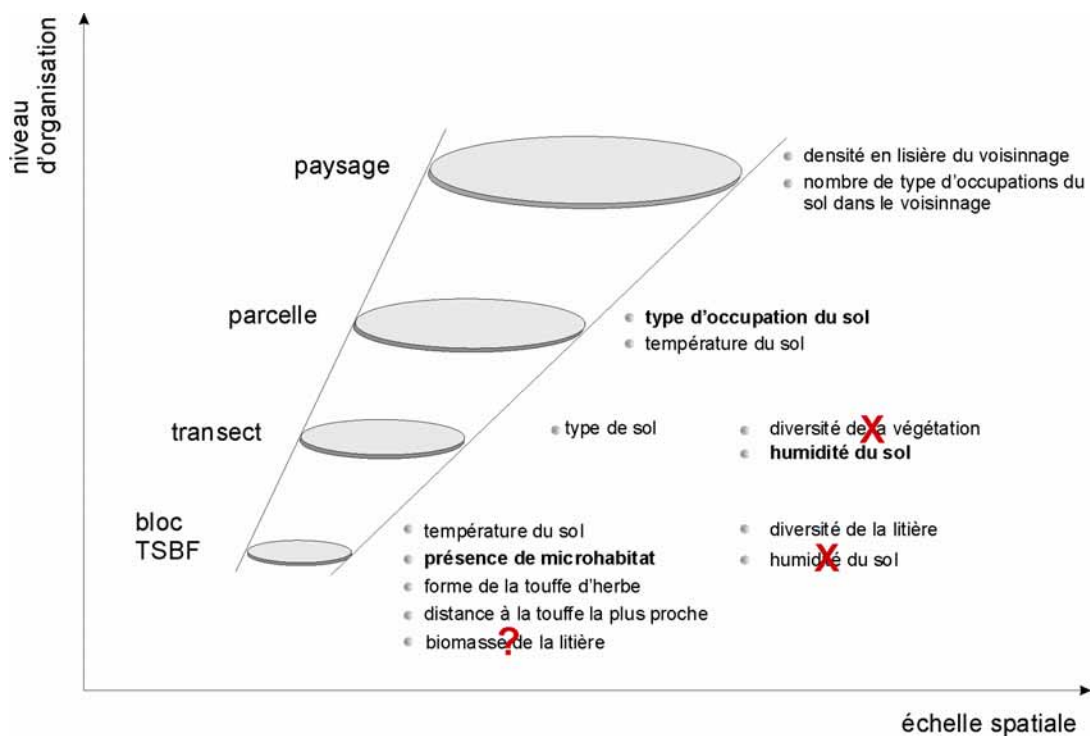 niveau
d'organisation
paysage
densité en lisière du voisinnage
nombre de type d'occupations du
sol dans le voisinnage
parcelle
type d'occupation du sol
température du sol
transect
type de sol
diversité de la végétation
X
humidité du sol
bloc
TSBF
température du sol
présence de microhabitat
forme de la touffe d'herbe
distance à la touffe la plus proche
biomasse de la litière
?
diversité de la litière
humidité du sol
X
échelle spatiale